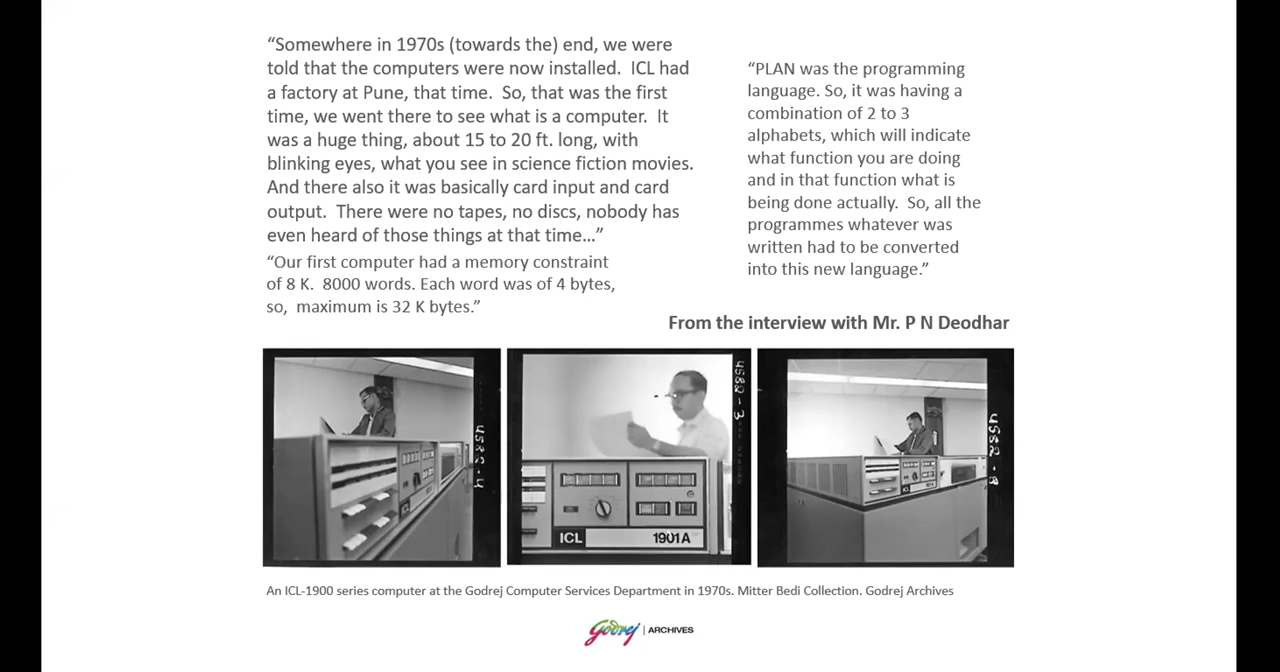 “Somewhere in 1970s (towards the) end, we were
told that the computers were now installed. ICL had
a factory at Pune, that time. So, that was the first
time, we went there to see what is a computer. It
was a huge thing, about 15 to 20 ft. long, with
blinking eyes, what you see in science fiction movies.
And there also it was basically card input and card
output. There were no tapes, no discs, nobody has
even heard of those things at that time…”
“Our first computer had a memory constraint
of 8 K. 8000 words. Each word was of 4 bytes,
so, maximum is 32 K bytes.”
“PLAN was the programming
language. So, it was having a
combination of 2 to 3
alphabets, which will indicate
what function you are doing
and in that function what is
being done actually. So, all the
programmes whatever was
written had to be converted
into this new language.”
From the interview with Mr. P N Deodhar
4582-4
4582-3
ICL 1901A
4582-8
ICL
An ICL-1900 series computer at the Godrej Computer Services Department in 1970s. Mitter Bedi Collection. Godrej Archives
Godrej | ARCHIVES